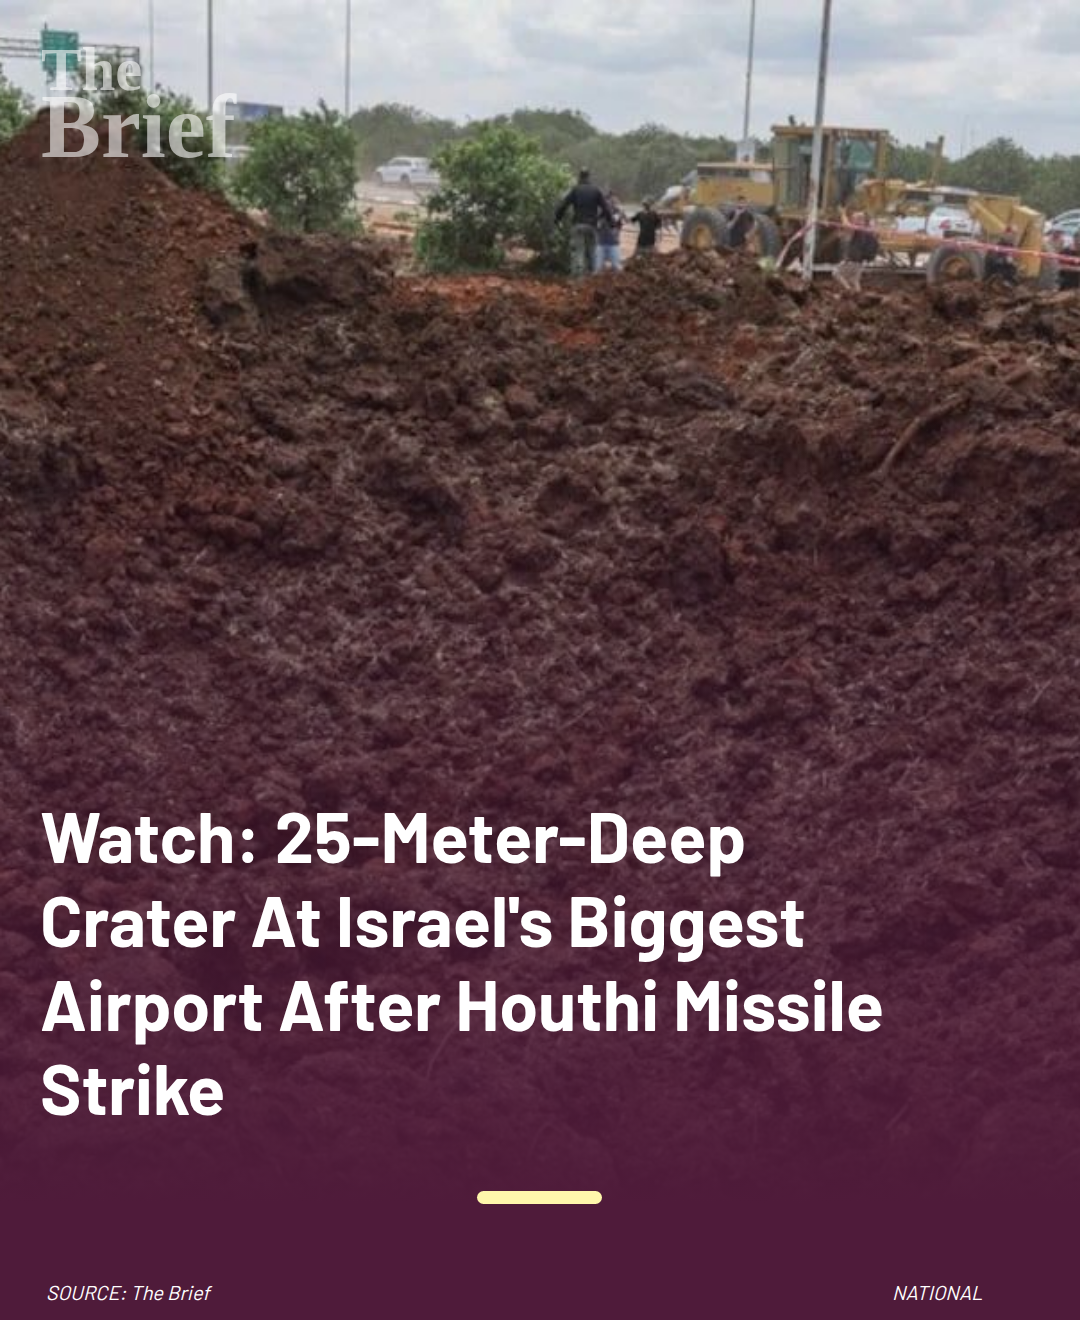 The
Brief
Watch: 25-Meter-Deep
Crater At Israel's Biggest
Airport After Houthi Missile
Strike
SOURCE: The Brief
NATIONAL